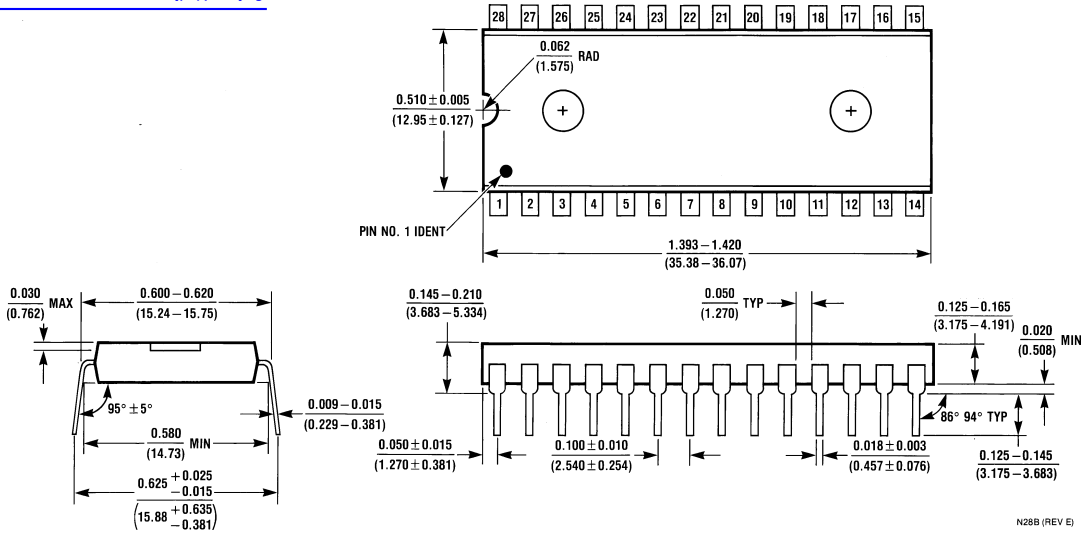 28 27 26 25 24 23 22 21 20 19 18 17 16 15
0.062
(1.575)
RAD
0.510 ± 0.005
(12.95 ± 0.127)
1 2 3 4 5 6 7 8 9 10 11 12 13 14
PIN NO. 1 IDENT
1.393 – 1.420
(35.38 – 36.07)
0.030
(0.762)
MAX
0.600 – 0.620
(15.24 – 15.75)
95° ± 5°
0.009 – 0.015
(0.229 – 0.381)
0.580
(14.73)
MIN
0.625 + 0.025
– 0.015
(15.88 + 0.635
– 0.381)
0.145 – 0.210
(3.683 – 5.334)
0.050
(1.270)
TYP
0.125 – 0.165
(3.175 – 4.191)
0.020
(0.508)
MIN
86° 94° TYP
0.050 ± 0.015
(1.270 ± 0.381)
0.100 ± 0.010
(2.540 ± 0.254)
0.018 ± 0.003
(0.457 ± 0.076)
0.125 – 0.145
(3.175 – 3.683)
N28B (REV E)